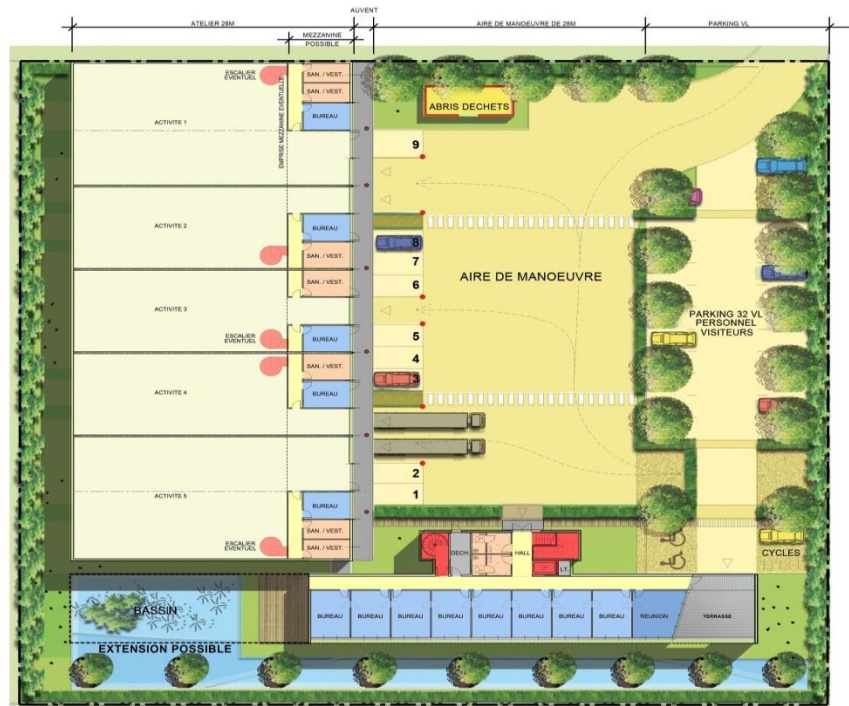 AUVENT
ATELIER 28M
AIRE DE MANOEUVRE DE 28M
PARKING VL
MEZZANINE
POSSIBLE
ESCALIER
EVENTUEL
SAN. / VEST.
SAN. / VEST.
BUREAU
ACTIVITE 1
EMPRISE MEZZANINE EVENTUELLE
ABRIS DECHETS
9
ACTIVITE 2
BUREAU
SAN. / VEST.
8
7
6
AIRE DE MANOEUVRE
ACTIVITE 3
ESCALIER
EVENTUEL
BUREAU
SAN. / VEST.
5
4
3
PARKING 32 VL
PERSONNEL
VISITEURS
ACTIVITE 4
BUREAU
2
1
ACTIVITE 5
BUREAU
SAN. / VEST.
SAN. / VEST.
ESCALIER
EVENTUEL
DECH.
HALL
L.T.
CYCLES
BASSIN
BUREAU
BUREAU
BUREAU
BUREAU
BUREAU
BUREAU
BUREAU
BUREAU
REUNION
TERRASSE
EXTENSION POSSIBLE